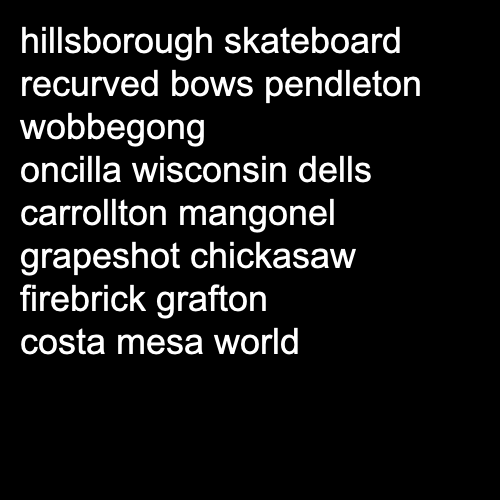 hillsborough skateboard
recurved bows pendleton
wobbegong
oncilla wisconsin dells
carrollton mangonel
grapeshot chickasaw
firebrick grafton
costa mesa world